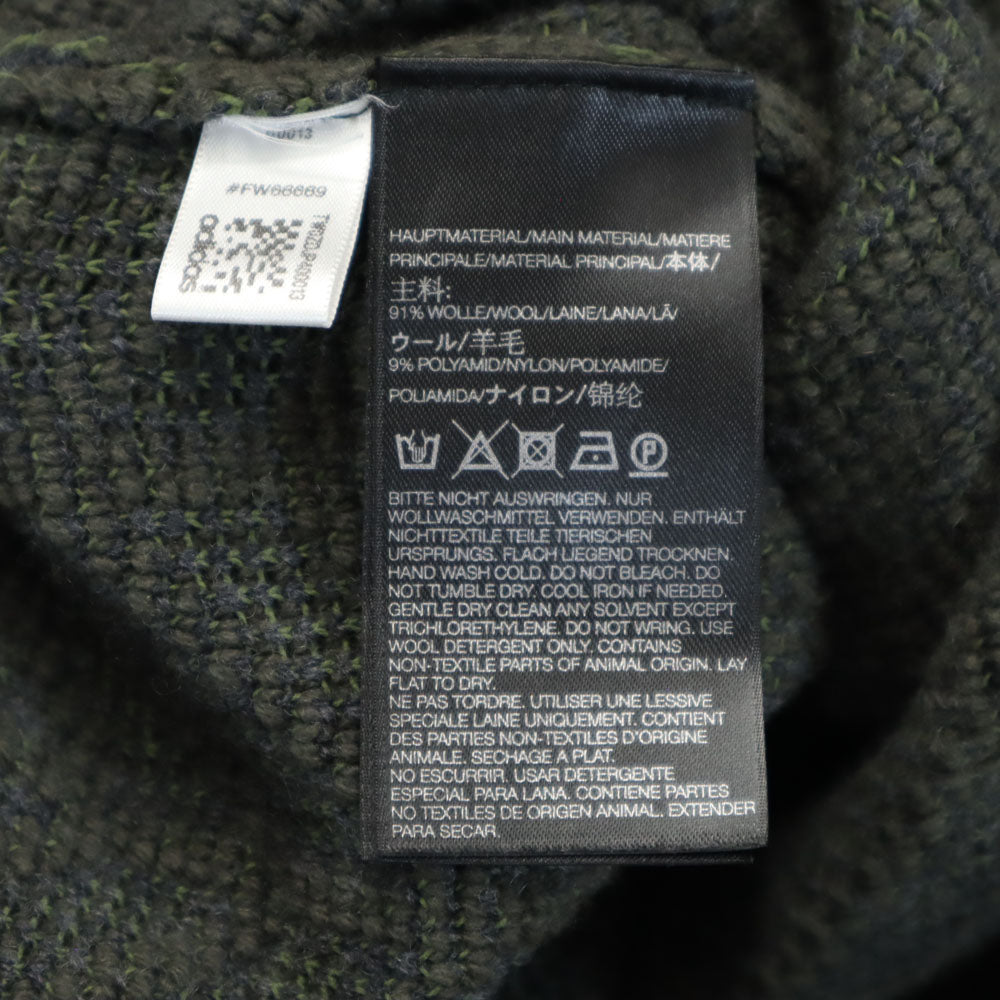 #FW66669
adidas
HAUPTMATERIAL/MAIN MATERIAL/MATIERE
PRINCIPALE/MATERIAL PRINCIPAL/本体/
主料:
91% WOLLE/WOOL/LAINE/LANA/LÃ/
ウール/羊毛
9% POLYAMID/NYLON/POLYAMIDE/
POLIAMIDA/ナイロン/锦纶
P
BITTE NICHT AUSWRINGEN. NUR
WOLLWASCHMITTEL VERWENDEN. ENTHÄLT
NICHTTEXTILE TEILE TIERISCHEN
URSPRUNGS. FLACH LIEGEND TROCKNEN.
HAND WASH COLD. DO NOT BLEACH. DO
NOT TUMBLE DRY. COOL IRON IF NEEDED.
GENTLE DRY CLEAN ANY SOLVENT EXCEPT
TRICHLORETHYLENE. DO NOT WRING. USE
WOOL DETERGENT ONLY. CONTAINS
NON-TEXTILE PARTS OF ANIMAL ORIGIN. LAY
FLAT TO DRY.
NE PAS TORDRE. UTILISER UNE LESSIVE
SPECIALE LAINE UNIQUEMENT. CONTIENT
DES PARTIES NON-TEXTILES D'ORIGINE
ANIMALE. SECHAGE A PLAT.
NO ESCURRIR. USAR DETERGENTE
ESPECIAL PARA LANA. CONTIENE PARTES
NO TEXTILES DE ORIGEN ANIMAL. EXTENDER
PARA SECAR.